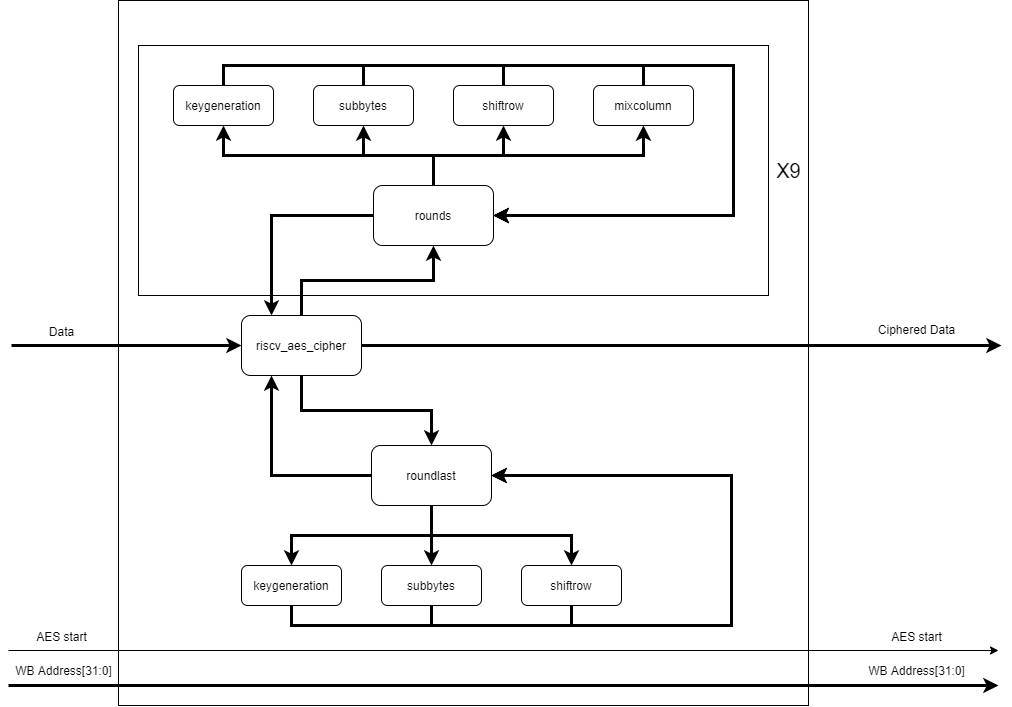 keygeneration
subbytes
shiftrow
mixcolumn
X9
rounds
Data
Ciphered Data
riscv_aes_cipher
roundlast
keygeneration
subbytes
shiftrow
AES start
AES start
WB Address[31:0]
WB Address[31:0]